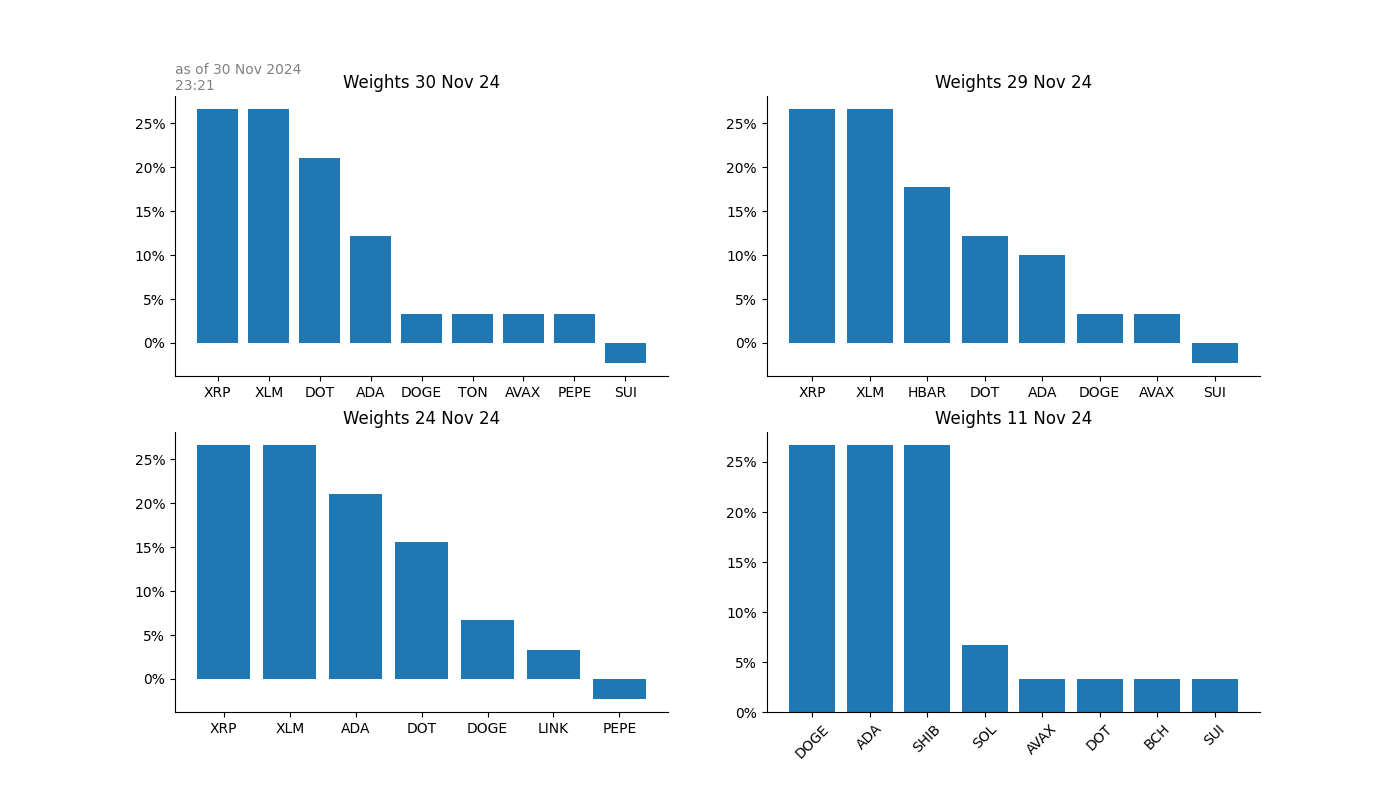 as of 30 Nov 2024
23:21
Weights 30 Nov 24
25%
20%
15%
10%
5%
0%
XRP XLM DOT ADA DOGE TON AVAX PEPE SUI
Weights 29 Nov 24
25%
20%
15%
10%
5%
0%
XRP XLM HBAR DOT ADA DOGE AVAX SUI
Weights 24 Nov 24
25%
20%
15%
10%
5%
0%
XRP XLM ADA DOT DOGE LINK PEPE
Weights 11 Nov 24
25%
20%
15%
10%
5%
0%
DOGE ADA SHIB SOL AVAX DOT BCH SUI